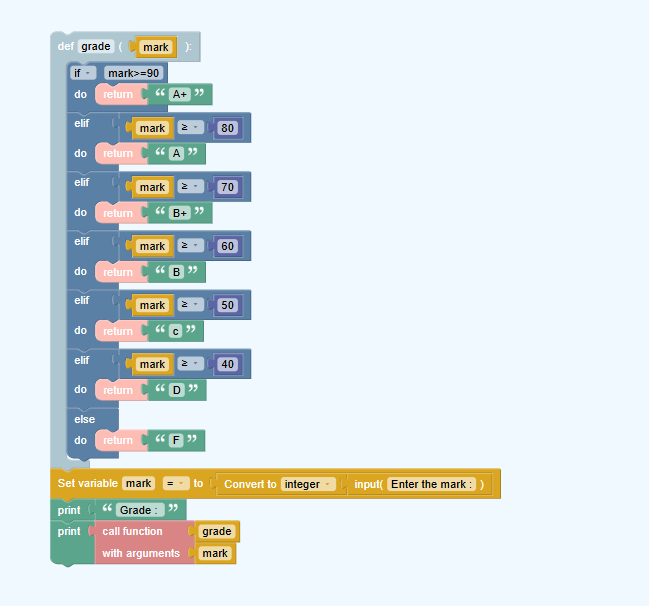 def grade ( mark ):
if mark>=90
do return “ A+ ”
elif mark ≥ 80
do return “ A ”
elif mark ≥ 70
do return “ B+ ”
elif mark ≥ 60
do return “ B ”
elif mark ≥ 50
do return “ c ”
elif mark ≥ 40
do return “ D ”
else
do return “ F ”
Set variable mark = to Convert to integer input( Enter the mark : )
print “ Grade : ”
print call function grade
with arguments mark